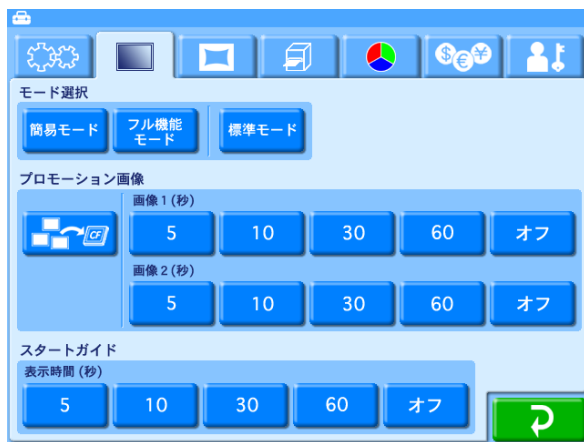 $€¥
モード選択
簡易モード
フル機能
モード
標準モード
プロモーション画像
画像1(秒)
CF
5 10 30 60 オフ
画像2(秒)
5 10 30 60 オフ
スタートガイド
表示時間(秒)
5 10 30 60 オフ